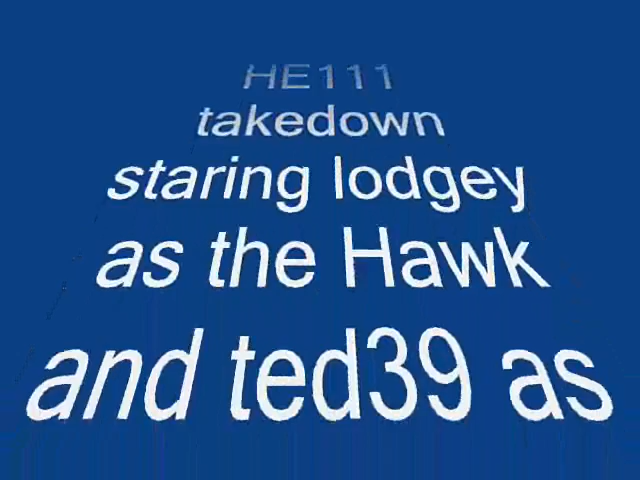 HE111
takedown
staring lodgey
as the Hawk
and ted39 as